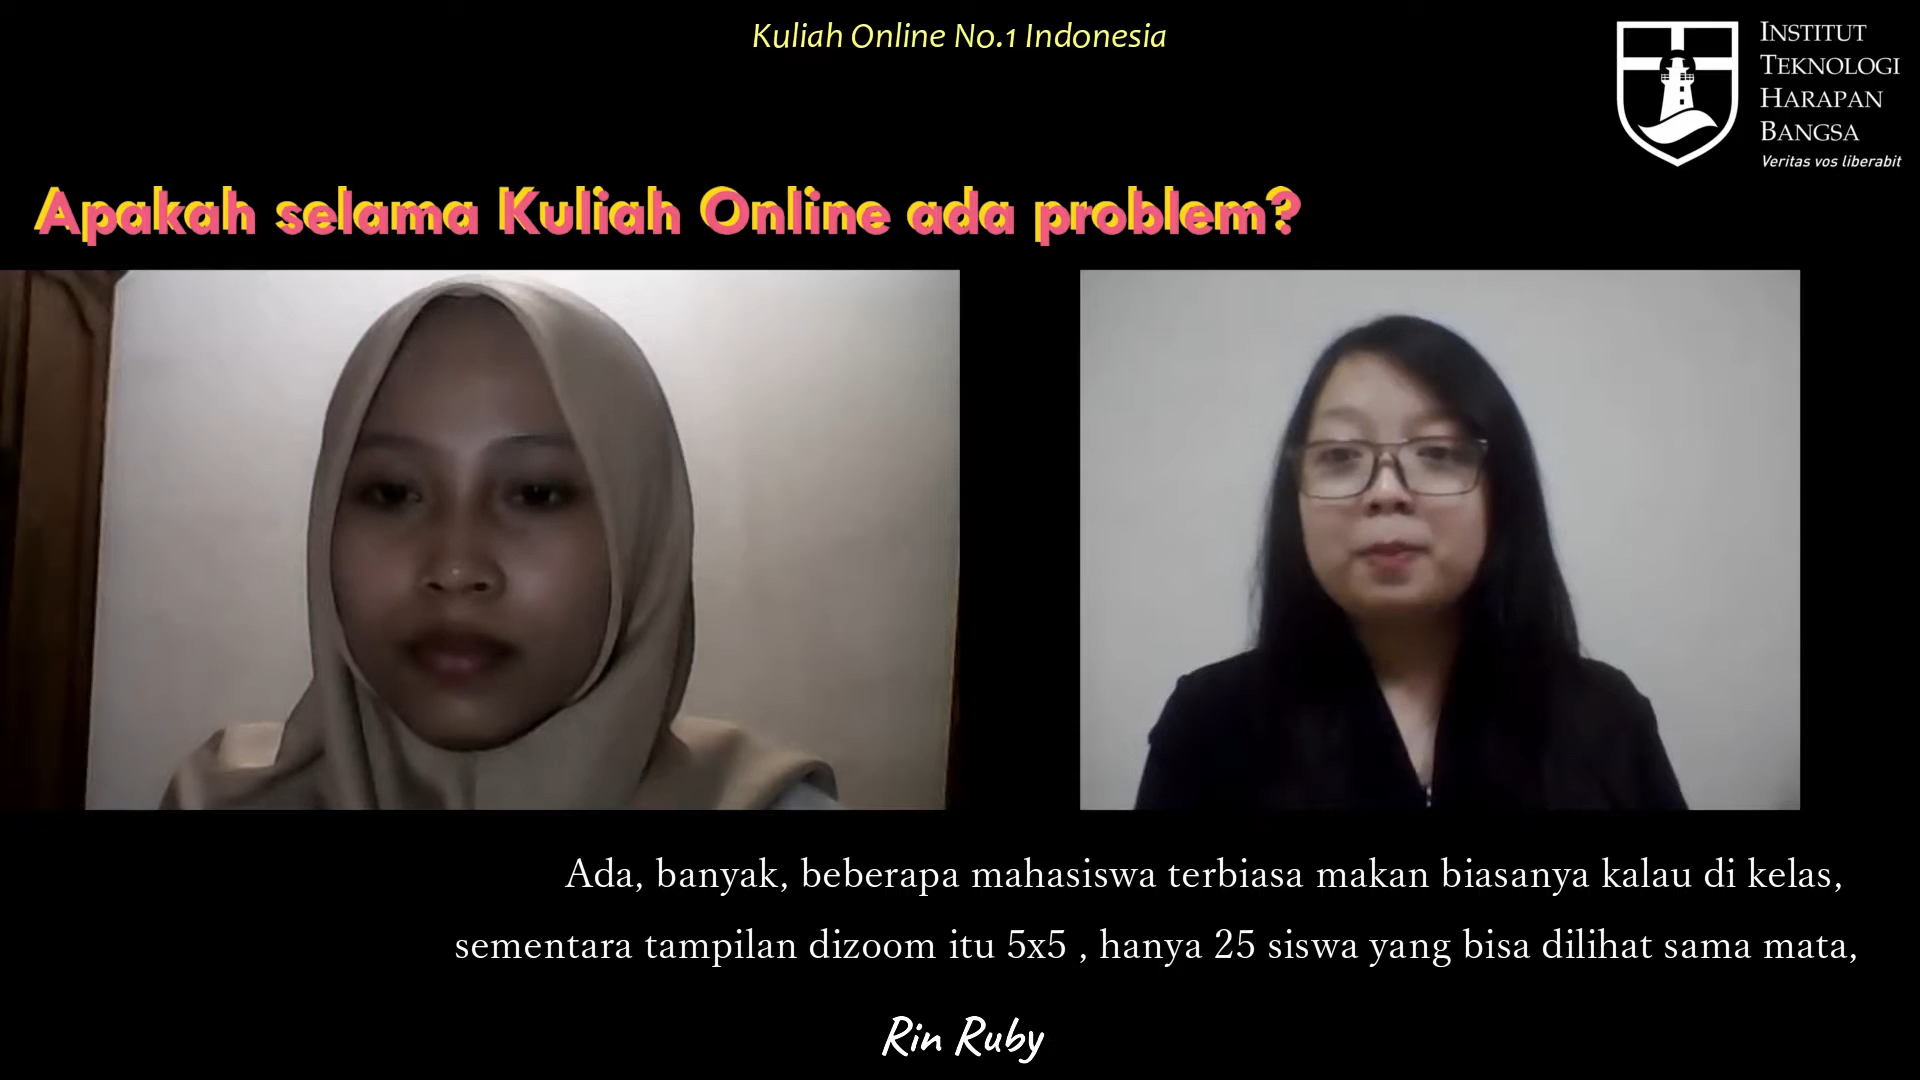 Kuliah Online No.1 Indonesia
INSTITUT
TEKNOLOGI
HARAPAN
BANGSA
Veritas vos liberabit
Apakah selama Kuliah Online ada problem?
Ada, banyak, beberapa mahasiswa terbiasa makan biasanya kalau di kelas,
sementara tampilan dizoom itu 5x5 , hanya 25 siswa yang bisa dilihat sama mata,
Rin Ruby